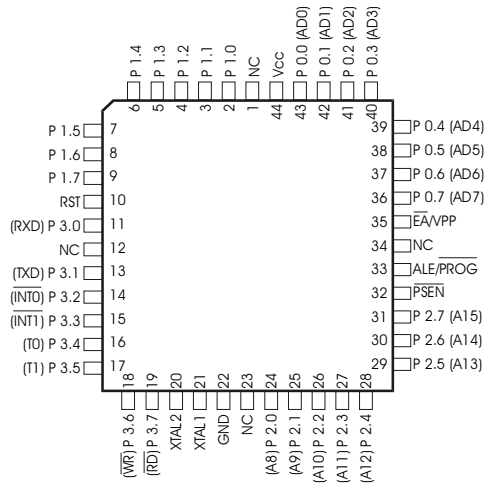 P 1.4
P 1.3
P 1.2
P 1.1
P 1.0
NC
Vcc
P 0.0 (AD0)
P 0.1 (AD1)
P 0.2 (AD2)
P 0.3 (AD3)
6
5
4
3
2
1
44
43
42
41
40
P 1.5 7
P 1.6 8
P 1.7 9
RST 10
(RXD) P 3.0 11
NC 12
(TXD) P 3.1 13
(I̅N̅T̅0̅) P 3.2 14
(I̅N̅T̅1̅) P 3.3 15
(T0) P 3.4 16
(T1) P 3.5 17
39 P 0.4 (AD4)
38 P 0.5 (AD5)
37 P 0.6 (AD6)
36 P 0.7 (AD7)
35 E̅A̅/VPP
34 NC
33 ALE/P̅R̅O̅G̅
32 P̅S̅E̅N̅
31 P 2.7 (A15)
30 P 2.6 (A14)
29 P 2.5 (A13)
18
19
20
21
22
23
24
25
26
27
28
(W̅R̅) P 3.6
(R̅D̅) P 3.7
XTAL2
XTAL1
GND
NC
(A8) P 2.0
(A9) P 2.1
(A10) P 2.2
(A11) P 2.3
(A12) P 2.4